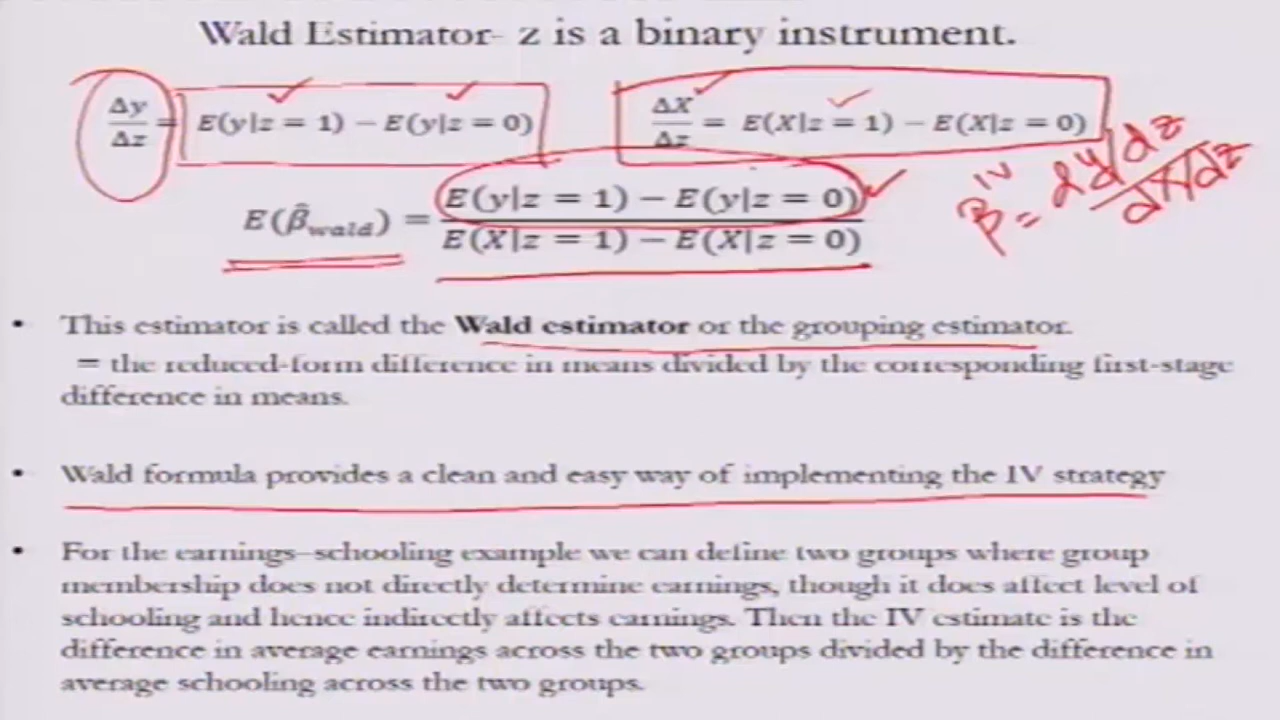 Wald Estimator- z is a binary instrument.
Δy/Δz = E(y|z = 1) − E(y|z = 0)
ΔX/Δz = E(X|z = 1) − E(X|z = 0)
β^IV = dy/dz / dX/dz
E(β̂_wald) = E(y|z = 1) − E(y|z = 0) / E(X|z = 1) − E(X|z = 0)
• This estimator is called the Wald estimator or the grouping estimator.
= the reduced-form difference in means divided by the corresponding first-stage
difference in means.
• Wald formula provides a clean and easy way of implementing the IV strategy
• For the earnings–schooling example we can define two groups where group
membership does not directly determine earnings, though it does affect level of
schooling and hence indirectly affects earnings. Then the IV estimate is the
difference in average earnings across the two groups divided by the difference in
average schooling across the two groups.